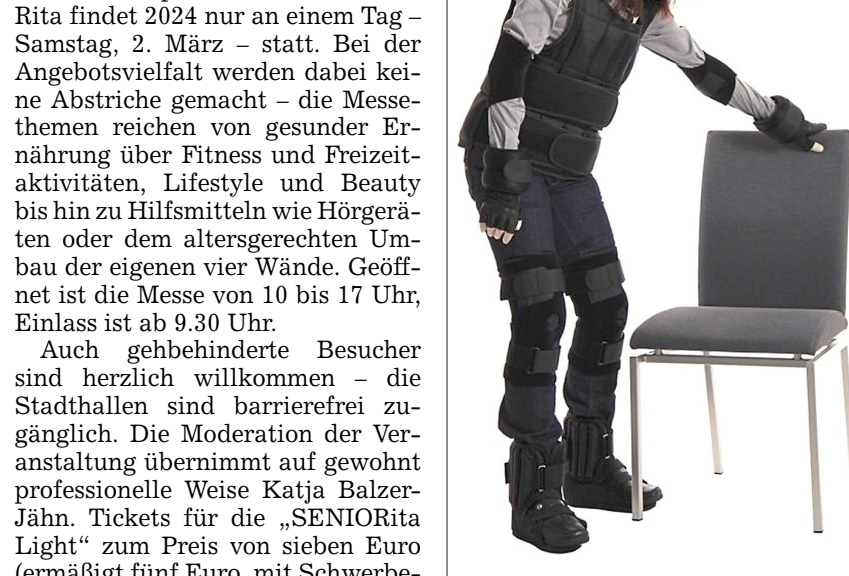 Rita findet 2024 nur an einem Tag –
Samstag, 2. März – statt. Bei der
Angebotsvielfalt werden dabei kei-
ne Abstriche gemacht – die Messe-
themen reichen von gesunder Er-
nährung über Fitness und Freizeit-
aktivitäten, Lifestyle und Beauty
bis hin zu Hilfsmitteln wie Hörgerä-
ten oder dem altersgerechten Um-
bau der eigenen vier Wände. Geöff-
net ist die Messe von 10 bis 17 Uhr,
Einlass ist ab 9.30 Uhr.
Auch gehbehinderte Besucher
sind herzlich willkommen – die
Stadthallen sind barrierefrei zu-
gänglich. Die Moderation der Ver-
anstaltung übernimmt auf gewohnt
professionelle Weise Katja Balzer-
Jähn. Tickets für die „SENIORita
Light“ zum Preis von sieben Euro
(ermäßigt fünf Euro, mit Schwerbe-